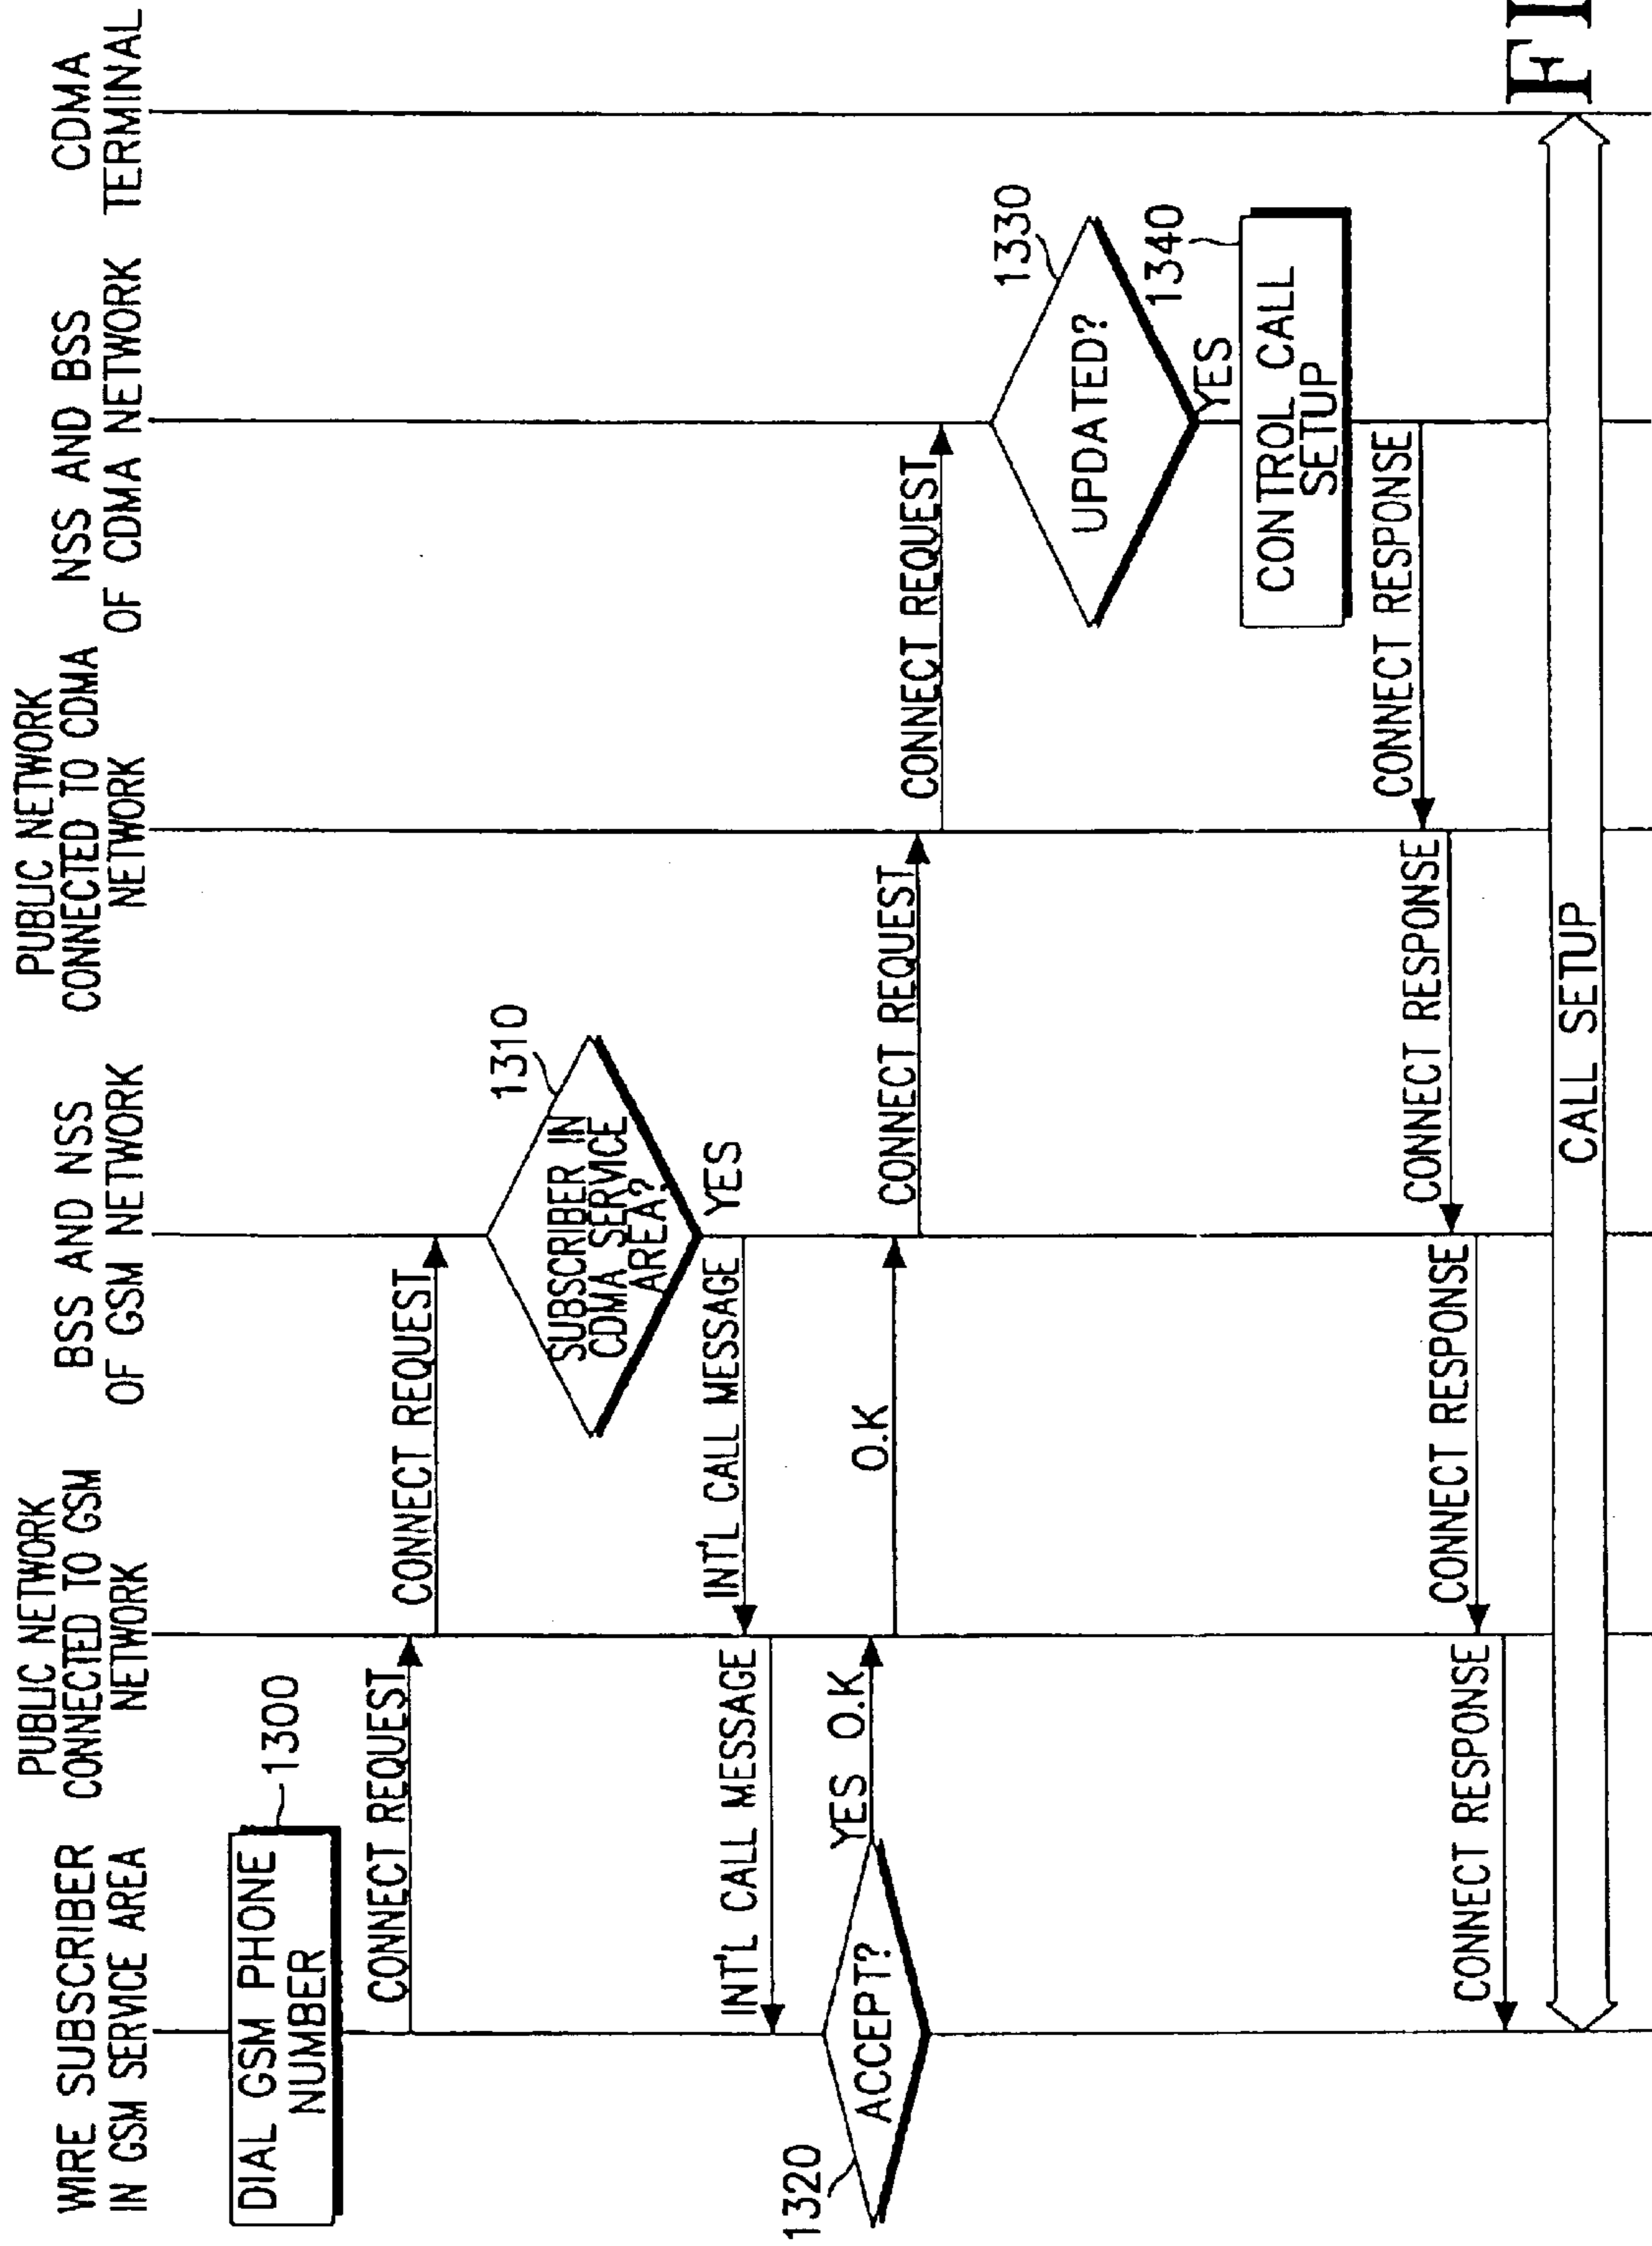 WIRE SUBSCRIBER
IN GSM SERVICE AREA
PUBLIC NETWORK
CONNECTED TO GSM
NETWORK
BSS AND NSS
OF GSM NETWORK
PUBLIC NETWORK
CONNECTED TO CDMA
NETWORK
NSS AND BSS
OF CDMA NETWORK
CDMA
TERMINAL
DIAL GSM PHONE
NUMBER
1300
CONNECT REQUEST
CONNECT REQUEST
1310
SUBSCRIBER IN
CDMA SERVICE
AREA?
YES
INT'L CALL MESSAGE
INT'L CALL MESSAGE
1320
ACCEPT?
YES O.K
O.K
CONNECT REQUEST
CONNECT REQUEST
1330
UPDATED?
YES
1340
CONTROL CALL
SETUP
CONNECT RESPONSE
CONNECT RESPONSE
CONNECT RESPONSE
CONNECT RESPONSE
CALL SETUP
FI